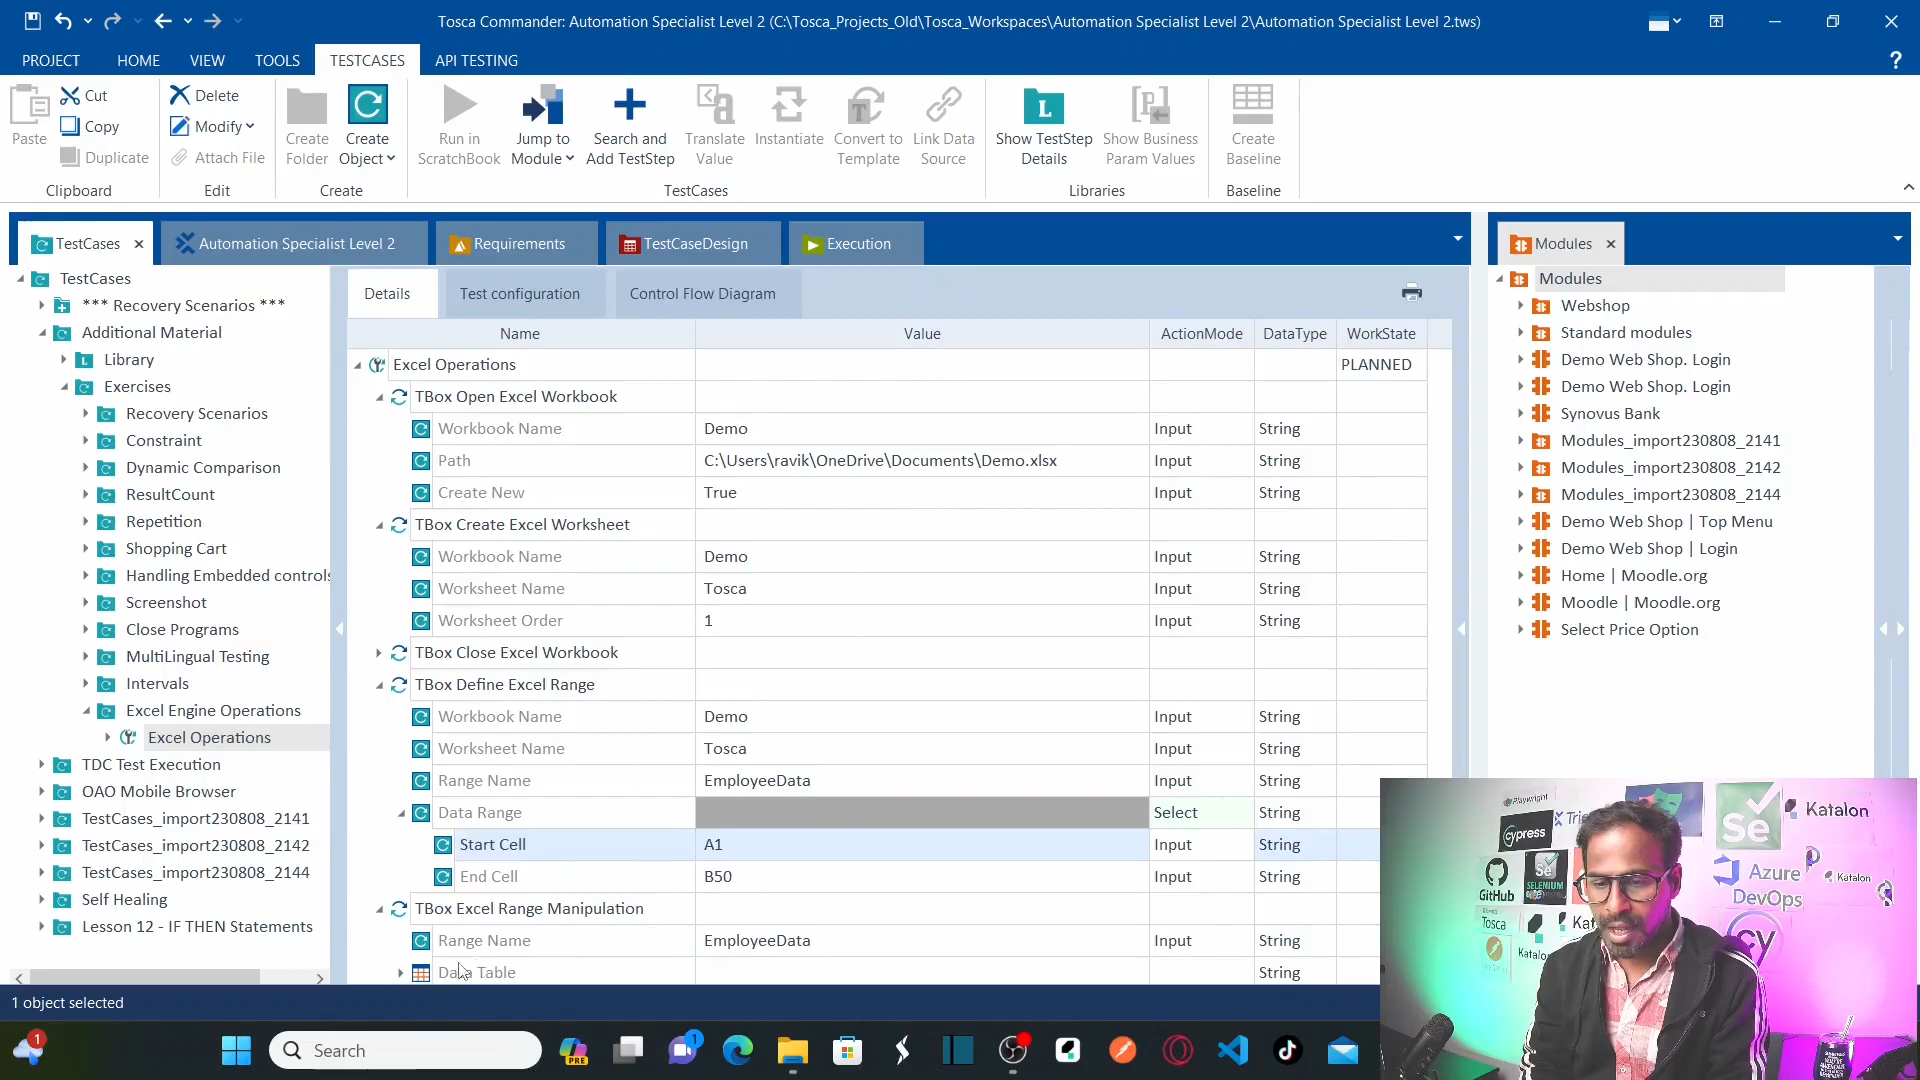 Tosca Commander: Automation Specialist Level 2 (C:\Tosca_Projects_Old\Tosca_Workspaces\Automation Specialist Level 2\Automation Specialist Level 2.tws)
PROJECT HOME VIEW TOOLS TESTCASES API TESTING ?
Paste Cut Copy Duplicate
Clipboard
Delete Modify Attach File
Edit
Create Folder Create Object
Create
Run in ScratchBook Jump to Module Search and Add TestStep Translate Value Instantiate Convert to Template Link Data Source
TestCases
Show TestStep Details Show Business Param Values
Libraries
Create Baseline
Baseline
TestCases Automation Specialist Level 2 Requirements TestCaseDesign Execution
TestCases
*** Recovery Scenarios ***
Additional Material
Library
Exercises
Recovery Scenarios
Constraint
Dynamic Comparison
ResultCount
Repetition
Shopping Cart
Handling Embedded controls
Screenshot
Close Programs
MultiLingual Testing
Intervals
Excel Engine Operations
Excel Operations
TDC Test Execution
OAO Mobile Browser
TestCases_import230808_2141
TestCases_import230808_2142
TestCases_import230808_2144
Self Healing
Lesson 12 - IF THEN Statements
Details Test configuration Control Flow Diagram
Name Value ActionMode DataType WorkState
Excel Operations PLANNED
TBox Open Excel Workbook
Workbook Name Demo Input String
Path C:\Users\ravik\OneDrive\Documents\Demo.xlsx Input String
Create New True Input String
TBox Create Excel Worksheet
Workbook Name Demo Input String
Worksheet Name Tosca Input String
Worksheet Order 1 Input String
TBox Close Excel Workbook
TBox Define Excel Range
Workbook Name Demo Input String
Worksheet Name Tosca Input String
Range Name EmployeeData Input String
Data Range Select String
Start Cell A1 Input String
End Cell B50 Input String
TBox Excel Range Manipulation
Range Name EmployeeData Input String
Data Table String
Modules
Modules
Webshop
Standard modules
Demo Web Shop. Login
Demo Web Shop. Login
Synovus Bank
Modules_import230808_2141
Modules_import230808_2142
Modules_import230808_2144
Demo Web Shop | Top Menu
Demo Web Shop | Login
Home | Moodle.org
Moodle | Moodle.org
Select Price Option
Playwright
cypress
GitHub
SELENIUM
Tosca
Se
Katalon
Azure DevOps
Katalon
cy
1 object selected
1
Search
PRE
1